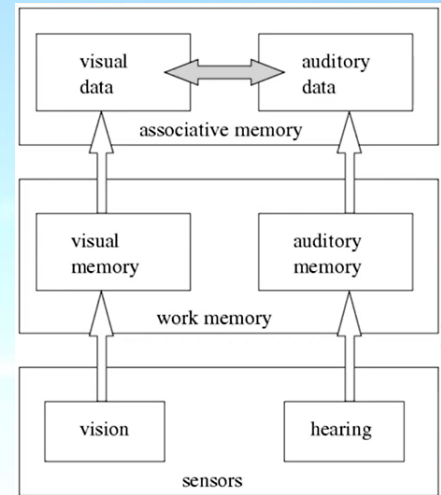 visual
data
auditory
data
associative memory
visual
memory
auditory
memory
work memory
vision
hearing
sensors